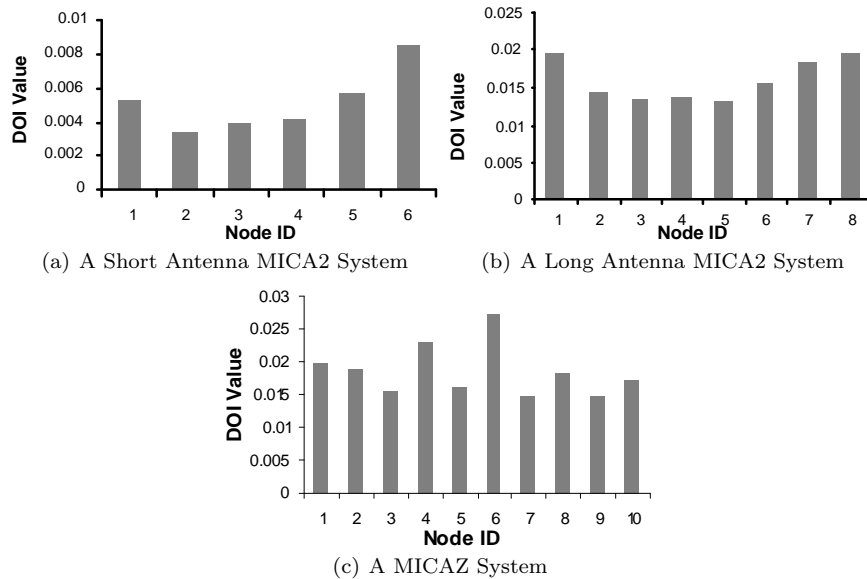 0.01
0.008
0.006
0.004
0.002
0
DOI Value
1 2 3 4 5 6
Node ID
(a) A Short Antenna MICA2 System
0.025
0.02
0.015
0.01
0.005
0
DOI Value
1 2 3 4 5 6 7 8
Node ID
(b) A Long Antenna MICA2 System
0.03
0.025
0.02
0.015
0.01
0.005
0
DOI Value
1 2 3 4 5 6 7 8 9 10
Node ID
(c) A MICAZ System